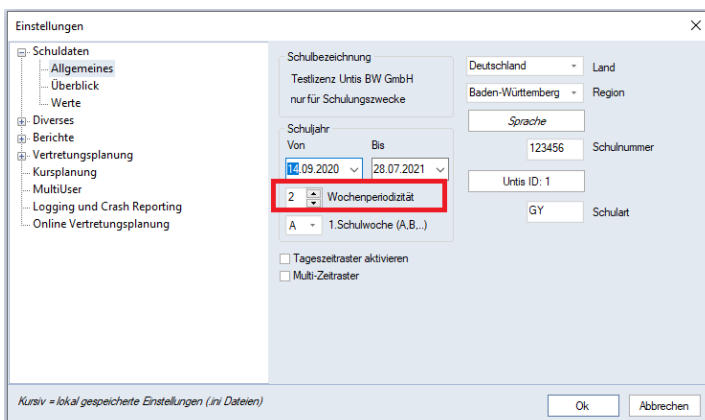 Einstellungen
Schuldaten
Allgemeines
Überblick
Werte
Diverses
Berichte
Vertretungsplanung
Kursplanung
MultiUser
Logging und Crash Reporting
Online Vertretungsplanung
Schulbezeichnung
Testlizenz Untis BW GmbH
nur für Schulungszwecke
Schuljahr
Von Bis
14.09.2020 28.07.2021
2 Wochenperiodizität
A 1.Schulwoche (A,B,..)
Tageszeitraster aktivieren
Multi-Zeitraster
Deutschland Land
Baden-Württemberg Region
Sprache
123456 Schulnummer
Untis ID: 1
GY Schulart
Kursiv = lokal gespeicherte Einstellungen (.ini Dateien)
Ok Abbrechen